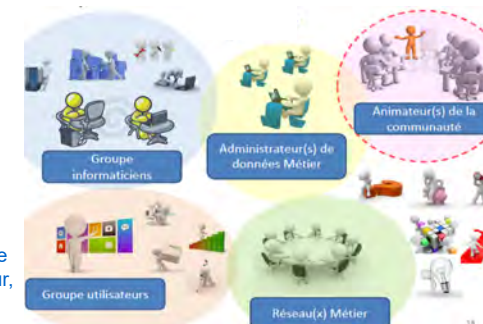 Animateur(s) de la
communauté
Groupe
informaticiens
Administrateur(s) de
données Métier
Groupe utilisateurs
Réseau(x) Métier